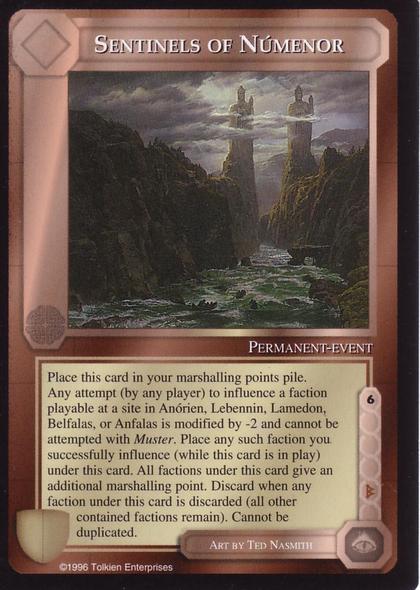 SENTINELS OF NÚMENOR
PERMANENT-EVENT
Place this card in your marshalling points pile.
Any attempt (by any player) to influence a faction
playable at a site in Anórien, Lebennin, Lamedon,
Belfalas, or Anfalas is modified by -2 and cannot be
attempted with Muster. Place any such faction you
successfully influence (while this card is in play)
under this card. All factions under this card give an
additional marshalling point. Discard when any
faction under this card is discarded (all other
contained factions remain). Cannot be
duplicated.
6
ART BY TED NASMITH
©1996 Tolkien Enterprises